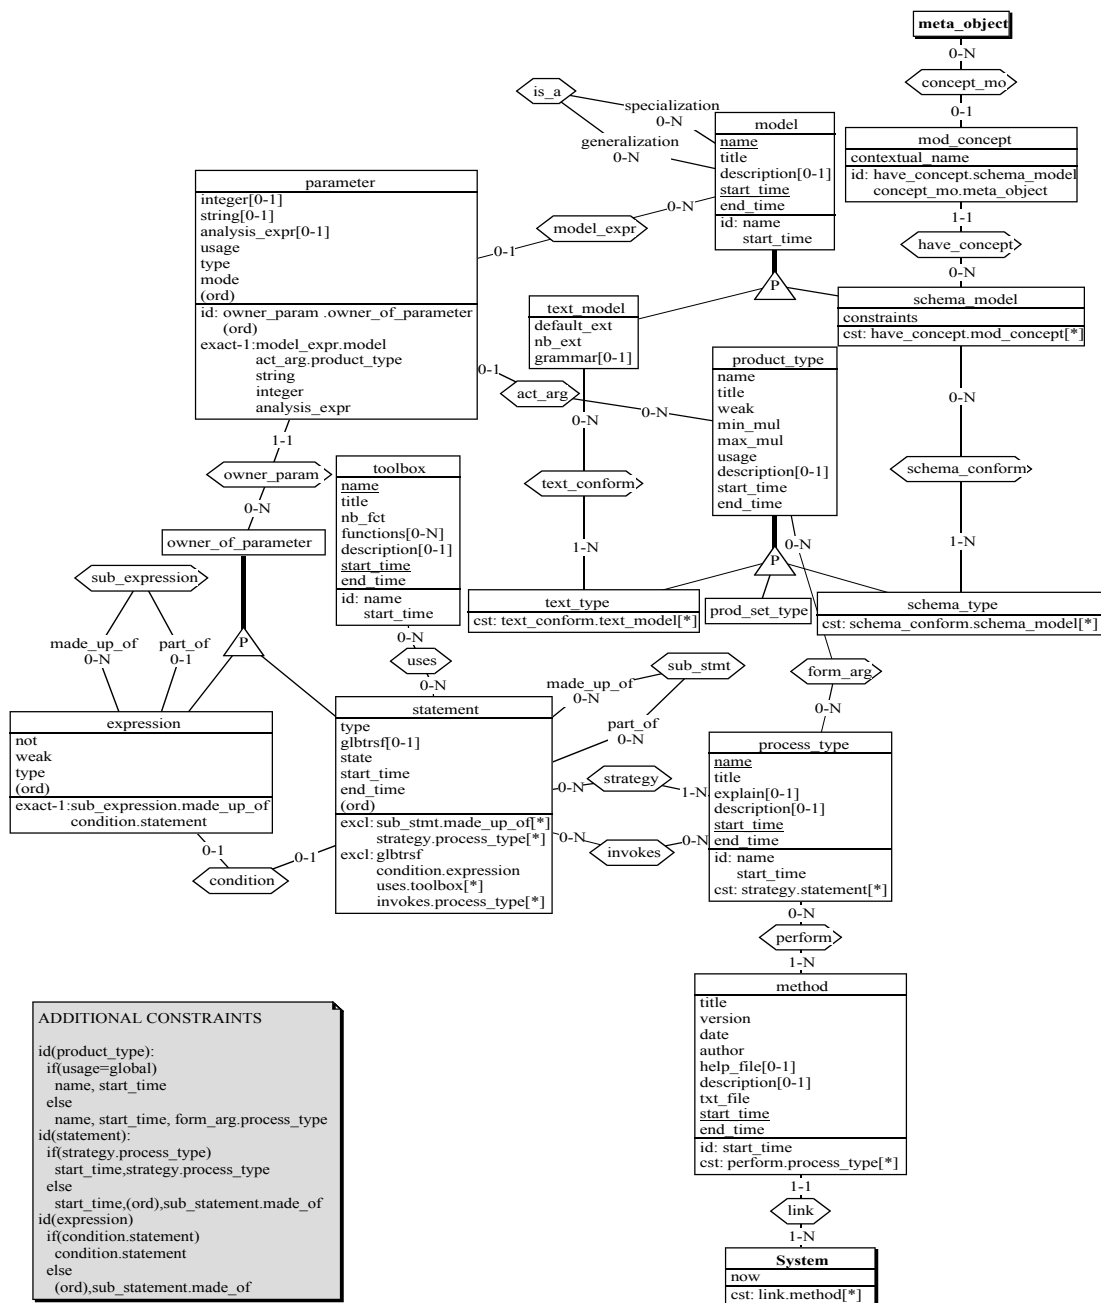 meta_object
0-N
concept_mo
0-1
is_a
specialization
0-N
generalization
0-N
model
name
title
description[0-1]
start_time
end_time
id: name
start_time
mod_concept
contextual_name
id: have_concept.schema_model
concept_mo.meta_object
1-1
have_concept
0-N
parameter
integer[0-1]
string[0-1]
analysis_expr[0-1]
usage
type
mode
(ord)
id: owner_param .owner_of_parameter
(ord)
exact-1:model_expr.model
act_arg.product_type
string
integer
analysis_expr
0-N
model_expr
0-1
P
text_model
default_ext
nb_ext
grammar[0-1]
schema_model
constraints
cst: have_concept.mod_concept[*]
product_type
name
title
weak
min_mul
max_mul
usage
description[0-1]
start_time
end_time
0-1
act_arg
0-N
0-N
0-N
1-1
owner_param
0-N
owner_of_parameter
toolbox
name
title
nb_fct
functions[0-N]
description[0-1]
start_time
end_time
id: name
start_time
text_conform
1-N
schema_conform
1-N
0-N
P
text_type
cst: text_conform.text_model[*]
prod_set_type
schema_type
cst: schema_conform.schema_model[*]
sub_expression
made_up_of
0-N
part_of
0-1
P
0-N
uses
0-N
made_up_of
0-N
sub_stmt
part_of
0-N
form_arg
0-N
expression
not
weak
type
(ord)
exact-1:sub_expression.made_up_of
condition.statement
statement
type
glbtrsf[0-1]
state
start_time
end_time
(ord)
excl: sub_stmt.made_up_of[*]
strategy.process_type[*]
excl: glbtrsf
condition.expression
uses.toolbox[*]
invokes.process_type[*]
0-N
strategy
1-N
0-N
invokes
0-N
process_type
name
title
explain[0-1]
description[0-1]
start_time
end_time
id: name
start_time
cst: strategy.statement[*]
0-1
condition
0-1
0-N
perform
1-N
method
title
version
date
author
help_file[0-1]
description[0-1]
txt_file
start_time
end_time
id: start_time
cst: perform.process_type[*]
1-1
link
1-N
System
now
cst: link.method[*]
ADDITIONAL CONSTRAINTS
id(product_type):
if(usage=global)
name, start_time
else
name, start_time, form_arg.process_type
id(statement):
if(strategy.process_type)
start_time,strategy.process_type
else
start_time,(ord),sub_statement.made_of
id(expression)
if(condition.statement)
condition.statement
else
(ord),sub_statement.made_of